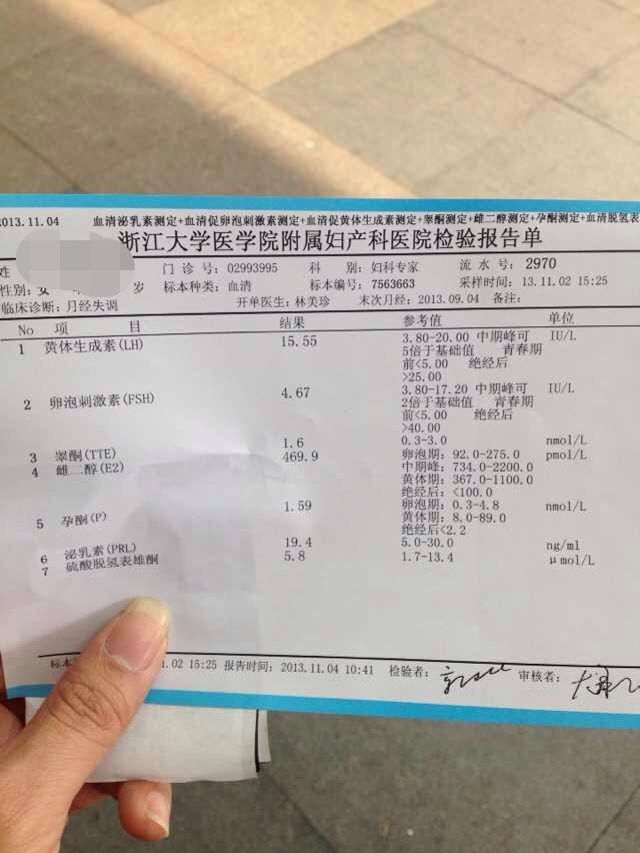 2013.11.04 血清泌乳素测定+血清促卵泡刺激素测定+血清促黄体生成素测定+睾酮测定+雌二醇测定+孕酮测定+血清脱氢表
浙江大学医学院附属妇产科医院检验报告单
姓 门诊号: 02993995 科别: 妇科专家 流水号: 2970
性别: 女 岁 标本种类: 血清 标本编号: 7563663 采样时间: 13.11.02 15:25
临床诊断: 月经失调 开单医生: 林美珍 末次月经: 2013.09.04 备注:
No 项目 结果 参考值 单位
1 黄体生成素(LH) 15.55 3.80-20.00 中期峰可 IU/L
5倍于基础值 青春期
前<5.00 绝经后
>25.00
2 卵泡刺激素(FSH) 4.67 3.80-17.20 中期峰可 IU/L
2倍于基础值 青春期
前<5.00 绝经后
>40.00
3 睾酮(TTE) 1.6 0.3-3.0 nmol/L
4 雌二醇(E2) 469.9 卵泡期: 92.0-275.0 pmol/L
中期峰: 734.0-2200.0
黄体期: 367.0-1100.0
绝经后: <100.0
5 孕酮(P) 1.59 卵泡期: 0.3-4.8 nmol/L
黄体期: 8.0-89.0
绝经后<2.2
6 泌乳素(PRL) 19.4 5.0-30.0 ng/ml
7 硫酸脱氢表雄酮 5.8 1.7-13.4 μmol/L
标本 .02 15:25 报告时间: 2013.11.04 10:41 检验者: 审核者: